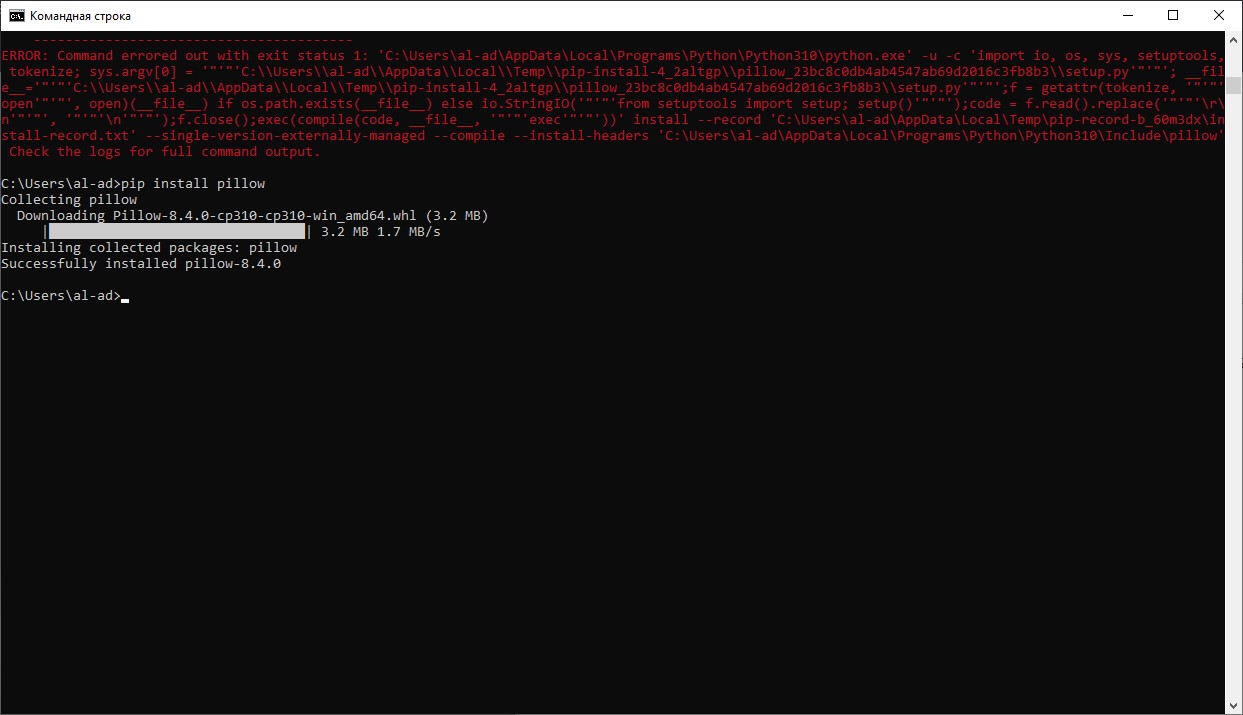 Командная строка
----------------------------------------
ERROR: Command errored out with exit status 1: 'C:\Users\al-ad\AppData\Local\Programs\Python\Python310\python.exe' -u -c 'import io, os, sys, setuptools,
 tokenize; sys.argv[0] = '"'"'C:\\Users\\al-ad\\AppData\\Local\\Temp\\pip-install-4_2altgp\\pillow_23bc8c0db4ab4547ab69d2016c3fb8b3\\setup.py'"'"'; __fil
e__='"'"'C:\\Users\\al-ad\\AppData\\Local\\Temp\\pip-install-4_2altgp\\pillow_23bc8c0db4ab4547ab69d2016c3fb8b3\\setup.py'"'"';f = getattr(tokenize, '"'"'
open'"'"', open)(__file__) if os.path.exists(__file__) else io.StringIO('"'"'from setuptools import setup; setup()'"'"');code = f.read().replace('"'"'\r\
n'"'"', '"'"'\n'"'"');f.close();exec(compile(code, __file__, '"'"'exec'"'"'))' install --record 'C:\Users\al-ad\AppData\Local\Temp\pip-record-b_60m3dx\in
stall-record.txt' --single-version-externally-managed --compile --install-headers 'C:\Users\al-ad\AppData\Local\Programs\Python\Python310\Include\pillow'
 Check the logs for full command output.
C:\Users\al-ad>pip install pillow
Collecting pillow
  Downloading Pillow-8.4.0-cp310-cp310-win_amd64.whl (3.2 MB)
     |████████████████████████████████| 3.2 MB 1.7 MB/s
Installing collected packages: pillow
Successfully installed pillow-8.4.0
C:\Users\al-ad>